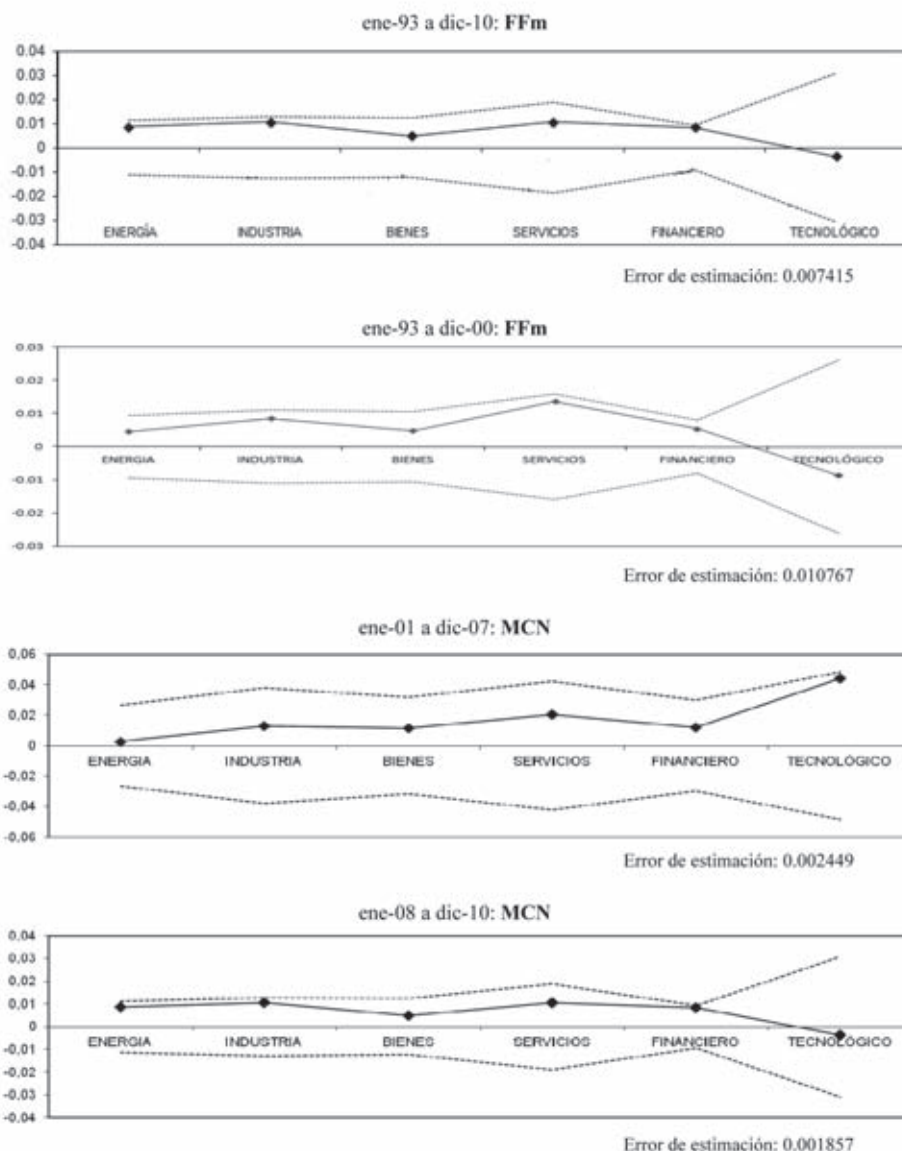 ene-93 a dic-10: FFm
0.04
0.03
0.02
0.01
0
-0.01
-0.02
-0.03
-0.04
ENERGÍA INDUSTRIA BIENES SERVICIOS FINANCIERO TECNOLÓGICO
Error de estimación: 0.007415
ene-93 a dic-00: FFm
0.03
0.02
0.01
0
-0.01
-0.02
-0.03
ENERGIA INDUSTRIA BIENES SERVICIOS FINANCIERO TECNOLÓGICO
Error de estimación: 0.010767
ene-01 a dic-07: MCN
0,06
0,04
0,02
0
-0,02
-0,04
-0,06
ENERGIA INDUSTRIA BIENES SERVICIOS FINANCIERO TECNOLÓGICO
Error de estimación: 0.002449
ene-08 a dic-10: MCN
0,04
0,03
0,02
0,01
0
-0,01
-0,02
-0,03
-0,04
ENERGIA INDUSTRIA BIENES SERVICIOS FINANCIERO TECNOLÓGICO
Error de estimación: 0.001857